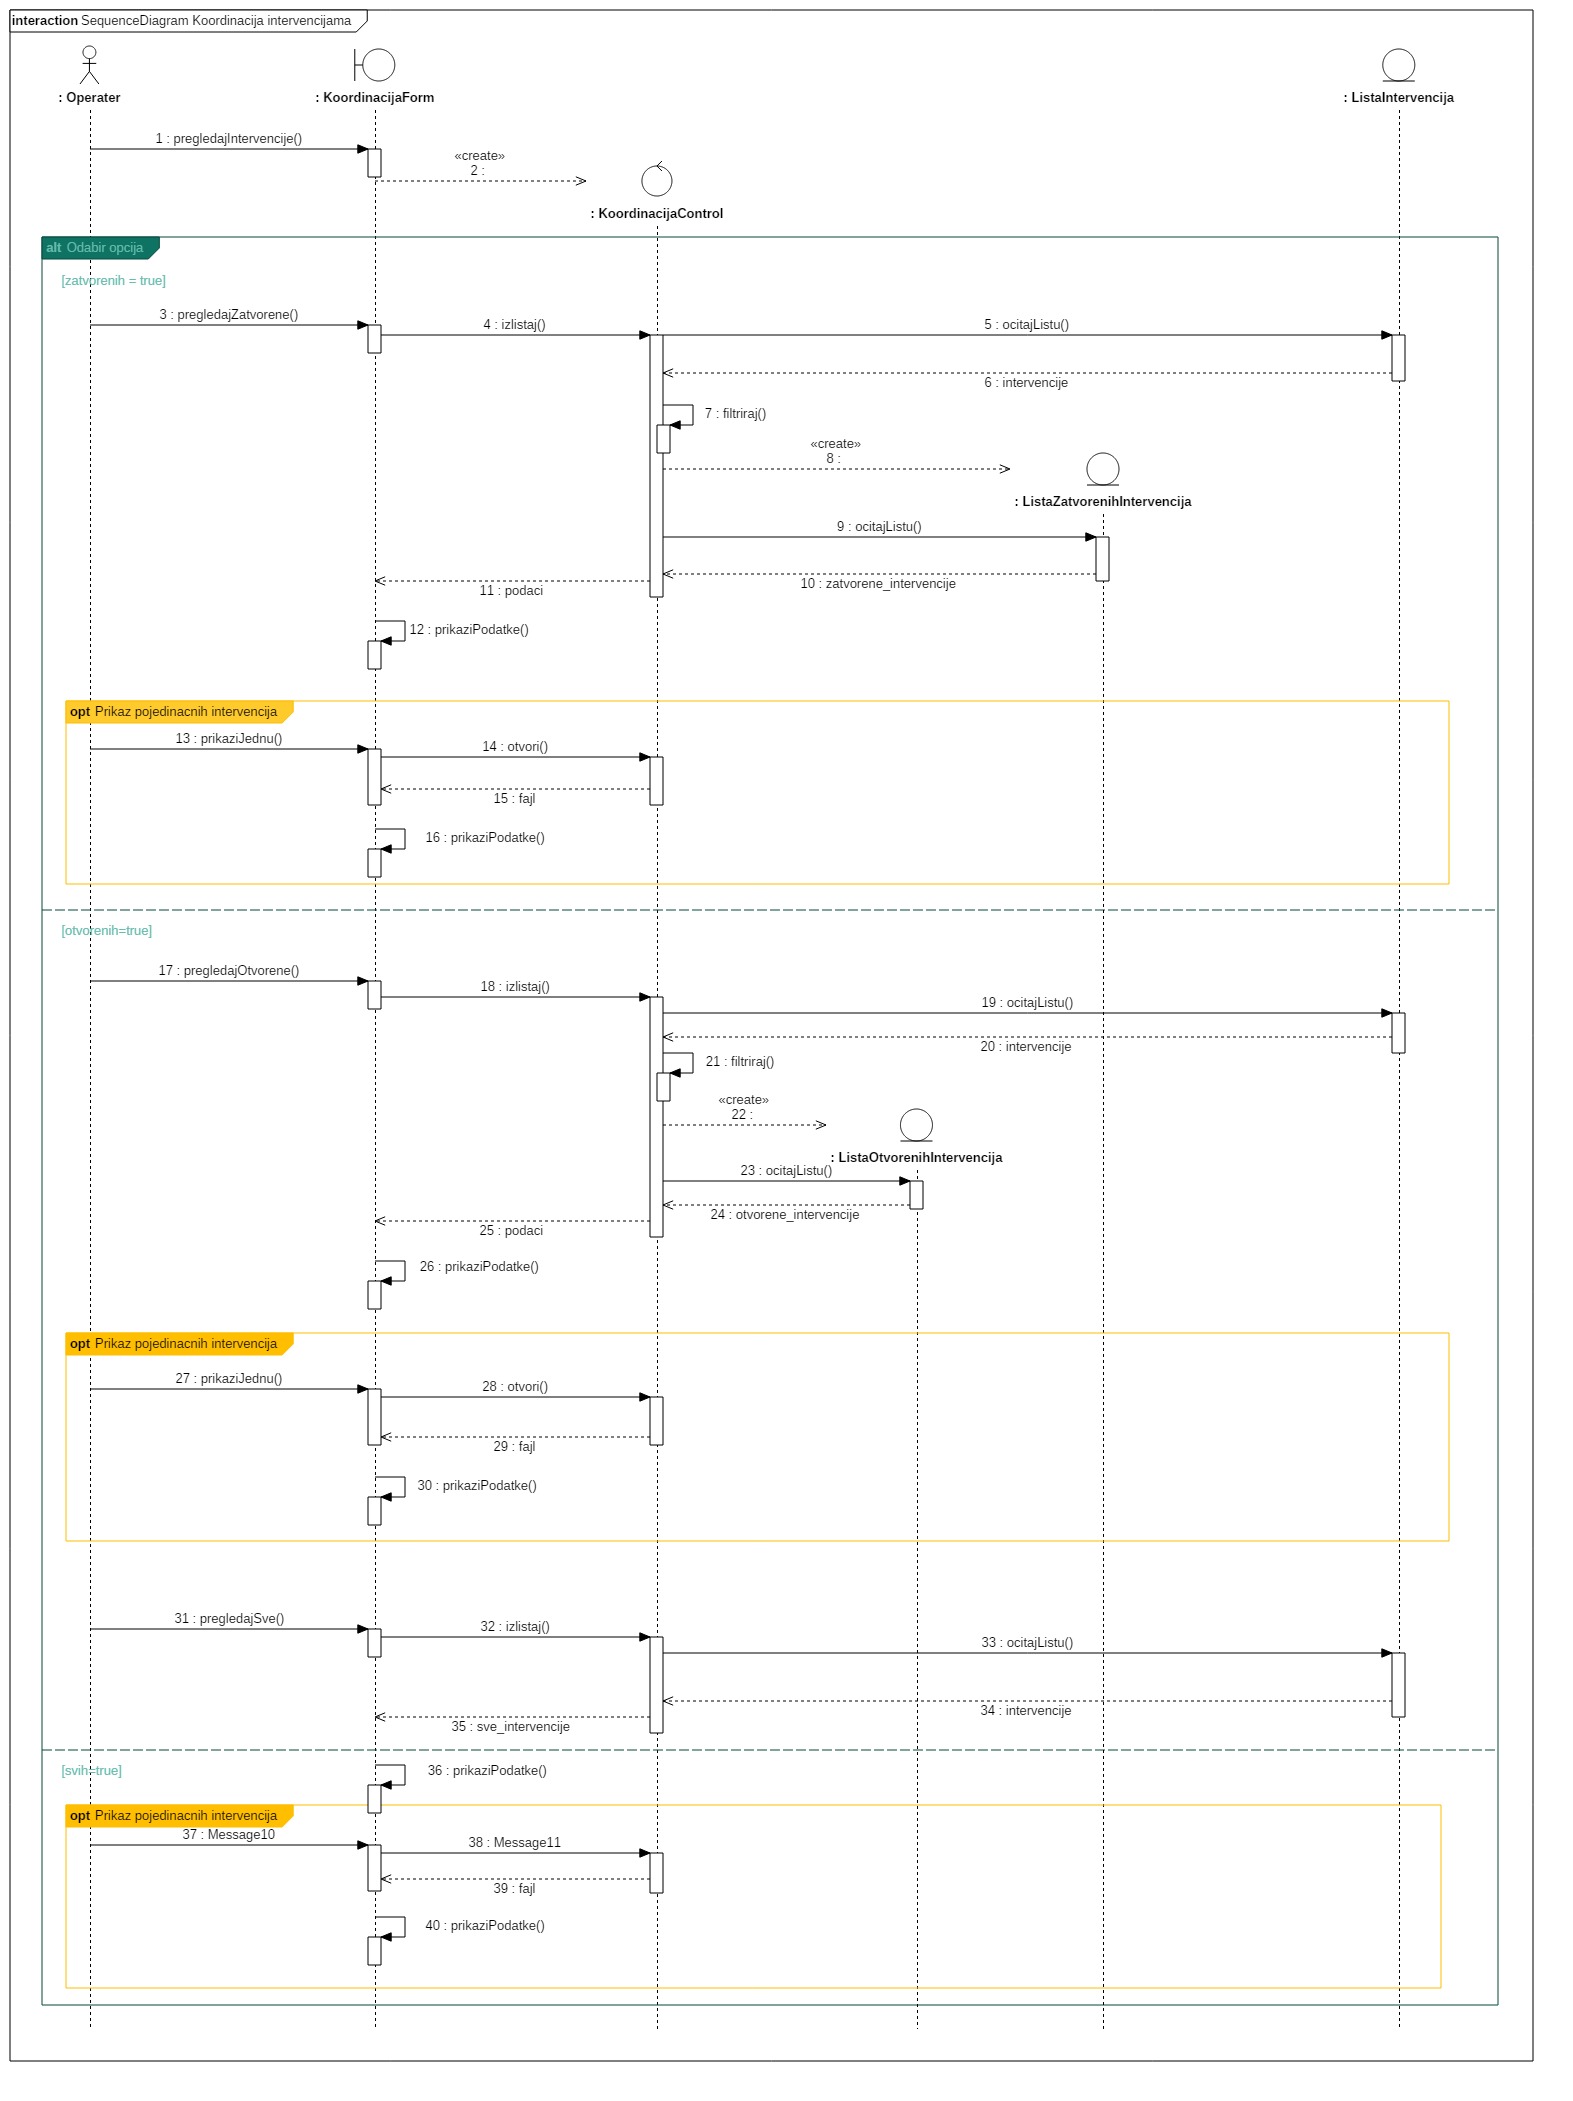 interaction SequenceDiagram Koordinacija intervencijama
: Operater
: KoordinacijaForm
: ListaIntervencija
1 : pregledajIntervencije()
«create»
2 :
: KoordinacijaControl
alt Odabir opcija
[zatvorenih = true]
3 : pregledajZatvorene()
4 : izlistaj()
5 : ocitajListu()
6 : intervencije
7 : filtriraj()
«create»
8 :
: ListaZatvorenihIntervencija
9 : ocitajListu()
10 : zatvorene_intervencije
11 : podaci
12 : prikaziPodatke()
opt Prikaz pojedinacnih intervencija
13 : prikaziJednu()
14 : otvori()
15 : fajl
16 : prikaziPodatke()
[otvorenih=true]
17 : pregledajOtvorene()
18 : izlistaj()
19 : ocitajListu()
20 : intervencije
21 : filtriraj()
«create»
22 :
: ListaOtvorenihIntervencija
23 : ocitajListu()
24 : otvorene_intervencije
25 : podaci
26 : prikaziPodatke()
opt Prikaz pojedinacnih intervencija
27 : prikaziJednu()
28 : otvori()
29 : fajl
30 : prikaziPodatke()
31 : pregledajSve()
32 : izlistaj()
33 : ocitajListu()
34 : intervencije
35 : sve_intervencije
[svih=true]
36 : prikaziPodatke()
opt Prikaz pojedinacnih intervencija
37 : Message10
38 : Message11
39 : fajl
40 : prikaziPodatke()